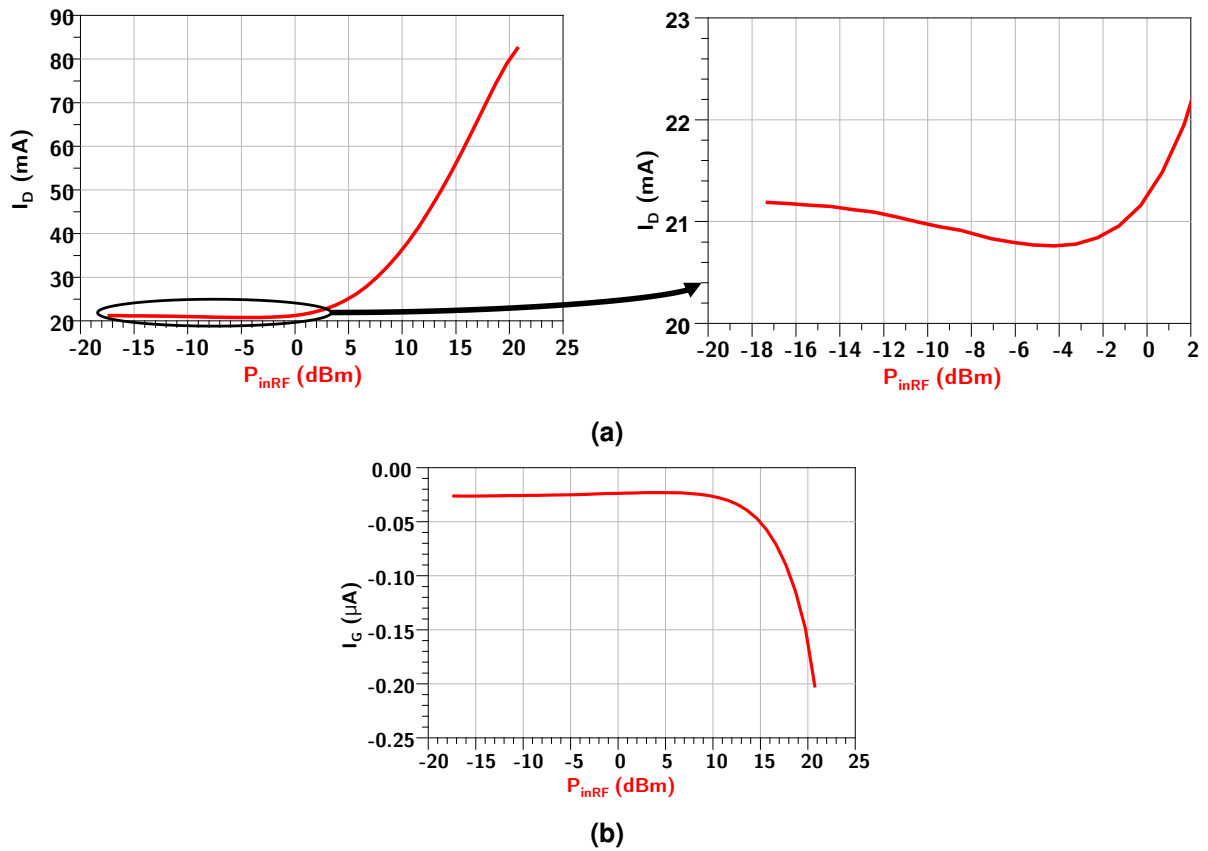 90
80
70
60
50
40
30
20
I_D (mA)
-20 -15 -10 -5 0 5 10 15 20 25
P_inRF (dBm)
23
22
21
20
I_D (mA)
-20 -18 -16 -14 -12 -10 -8 -6 -4 -2 0 2
P_inRF (dBm)
(a)
0.00
-0.05
-0.10
-0.15
-0.20
-0.25
I_G (μA)
-20 -15 -10 -5 0 5 10 15 20 25
P_inRF (dBm)
(b)